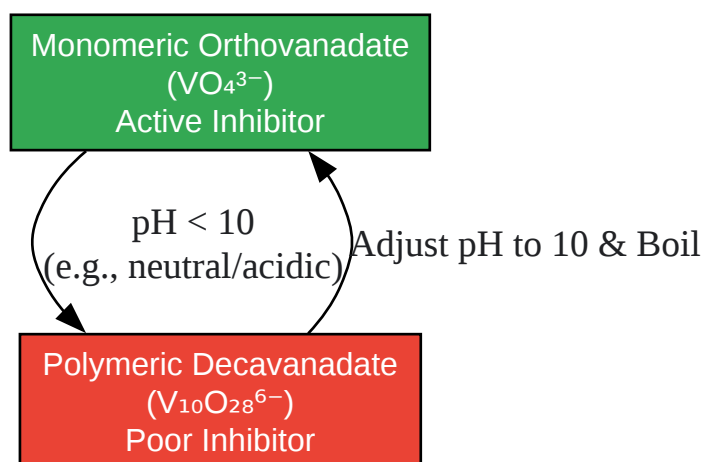 Monomeric Orthovanadate
(VO₄³⁻)
Active Inhibitor
pH < 10
(e.g., neutral/acidic)
Adjust pH to 10 & Boil
Polymeric Decavanadate
(V₁₀O₂₈⁶⁻)
Poor Inhibitor